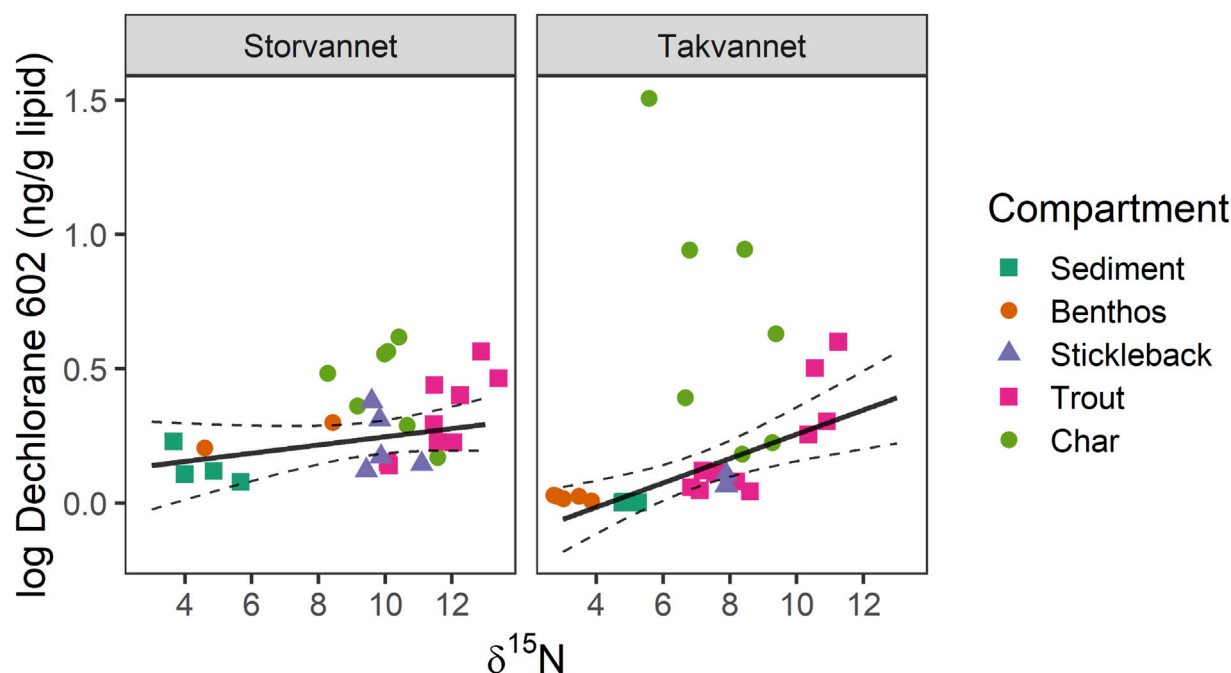 Storvannet
Takvannet
log Dechlorane 602 (ng/g lipid)
1.5
1.0
0.5
0.0
4 6 8 10 12
4 6 8 10 12
δ¹⁵N
Compartment
Sediment
Benthos
Stickleback
Trout
Char